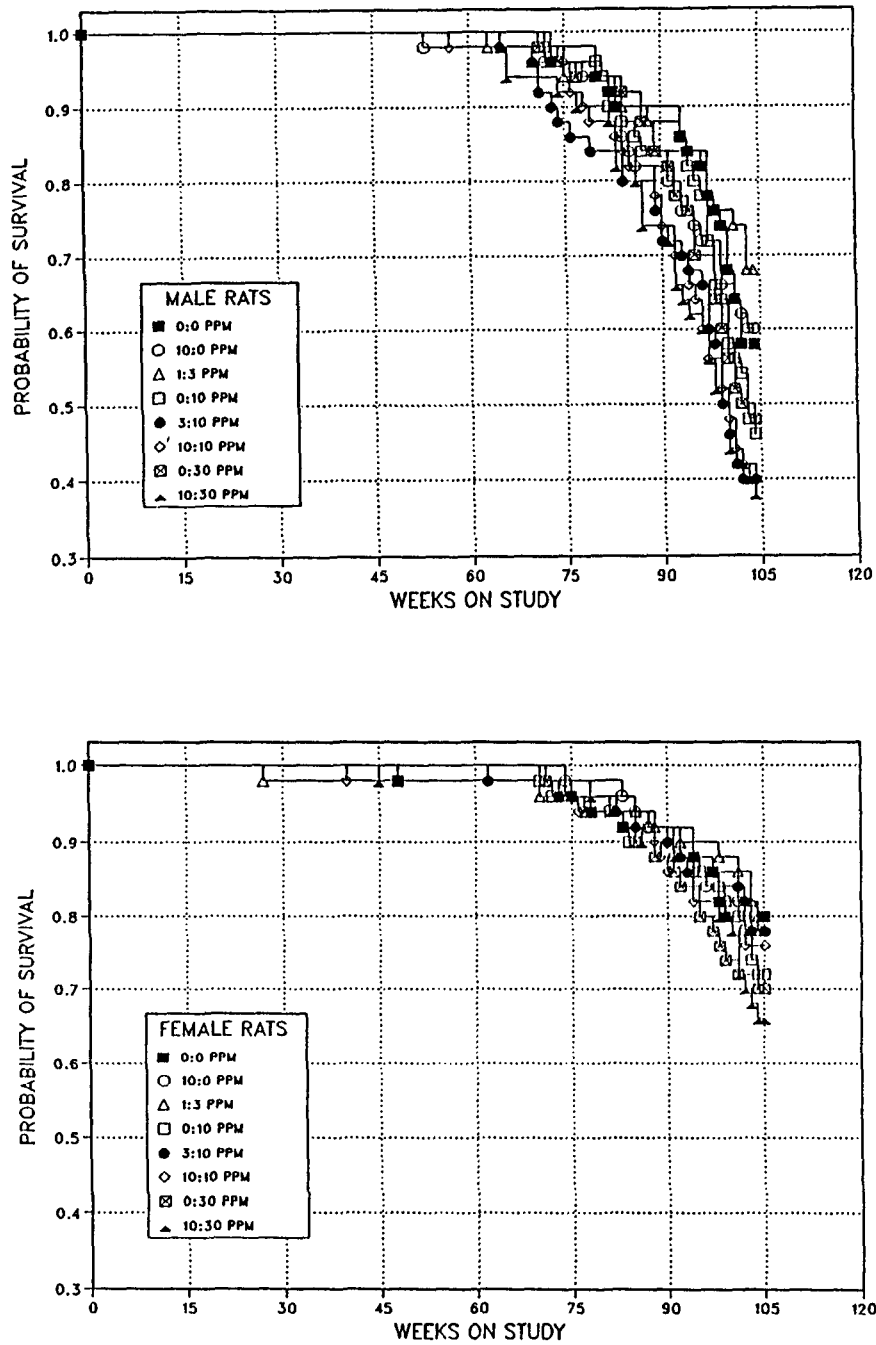 PROBABILITY OF SURVIVAL
1.0
0.9
0.8
0.7
0.6
0.5
0.4
0.3
MALE RATS
0:0 PPM
10:0 PPM
1:3 PPM
0:10 PPM
3:10 PPM
10:10 PPM
0:30 PPM
10:30 PPM
0 15 30 45 60 75 90 105 120
WEEKS ON STUDY
PROBABILITY OF SURVIVAL
1.0
0.9
0.8
0.7
0.6
0.5
0.4
0.3
FEMALE RATS
0:0 PPM
10:0 PPM
1:3 PPM
0:10 PPM
3:10 PPM
10:10 PPM
0:30 PPM
10:30 PPM
0 15 30 45 60 75 90 105 120
WEEKS ON STUDY